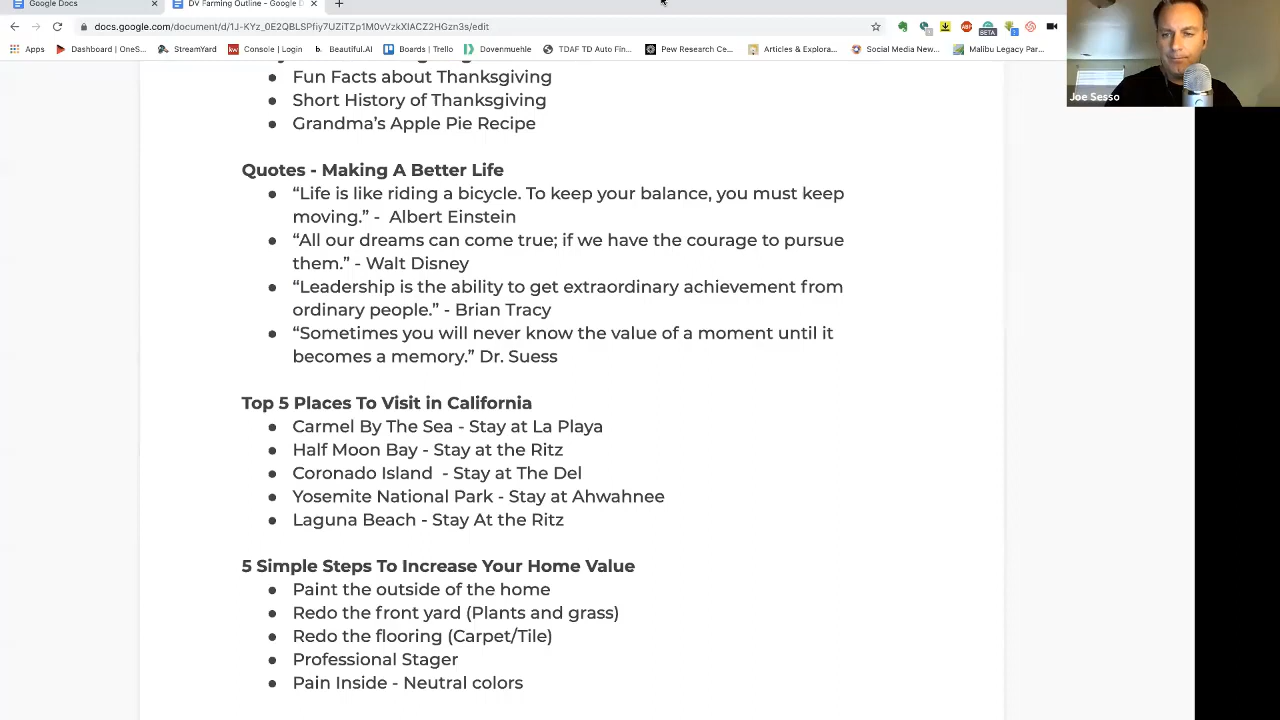 Google Docs
DV Farming Outline - Google D
docs.google.com/document/d/1J-KYz_0E2QBLSPfiy7UZiTZp1M0vVzkXIACZ2HGzn3s/edit
Apps
Dashboard | OneS...
StreamYard
Console | Login
Beautiful.AI
Boards | Trello
Dovenmuehle
TDAF TD Auto Fin...
Pew Research Ce...
Articles & Explora...
Social Media New...
Malibu Legacy Par...
BETA
Joe Sesso
● Fun Facts about Thanksgiving
● Short History of Thanksgiving
● Grandma’s Apple Pie Recipe
Quotes - Making A Better Life
● “Life is like riding a bicycle. To keep your balance, you must keep
moving.” - Albert Einstein
● “All our dreams can come true; if we have the courage to pursue
them.” - Walt Disney
● “Leadership is the ability to get extraordinary achievement from
ordinary people.” - Brian Tracy
● “Sometimes you will never know the value of a moment until it
becomes a memory.” Dr. Suess
Top 5 Places To Visit in California
● Carmel By The Sea - Stay at La Playa
● Half Moon Bay - Stay at the Ritz
● Coronado Island - Stay at The Del
● Yosemite National Park - Stay at Ahwahnee
● Laguna Beach - Stay At the Ritz
5 Simple Steps To Increase Your Home Value
● Paint the outside of the home
● Redo the front yard (Plants and grass)
● Redo the flooring (Carpet/Tile)
● Professional Stager
● Pain Inside - Neutral colors